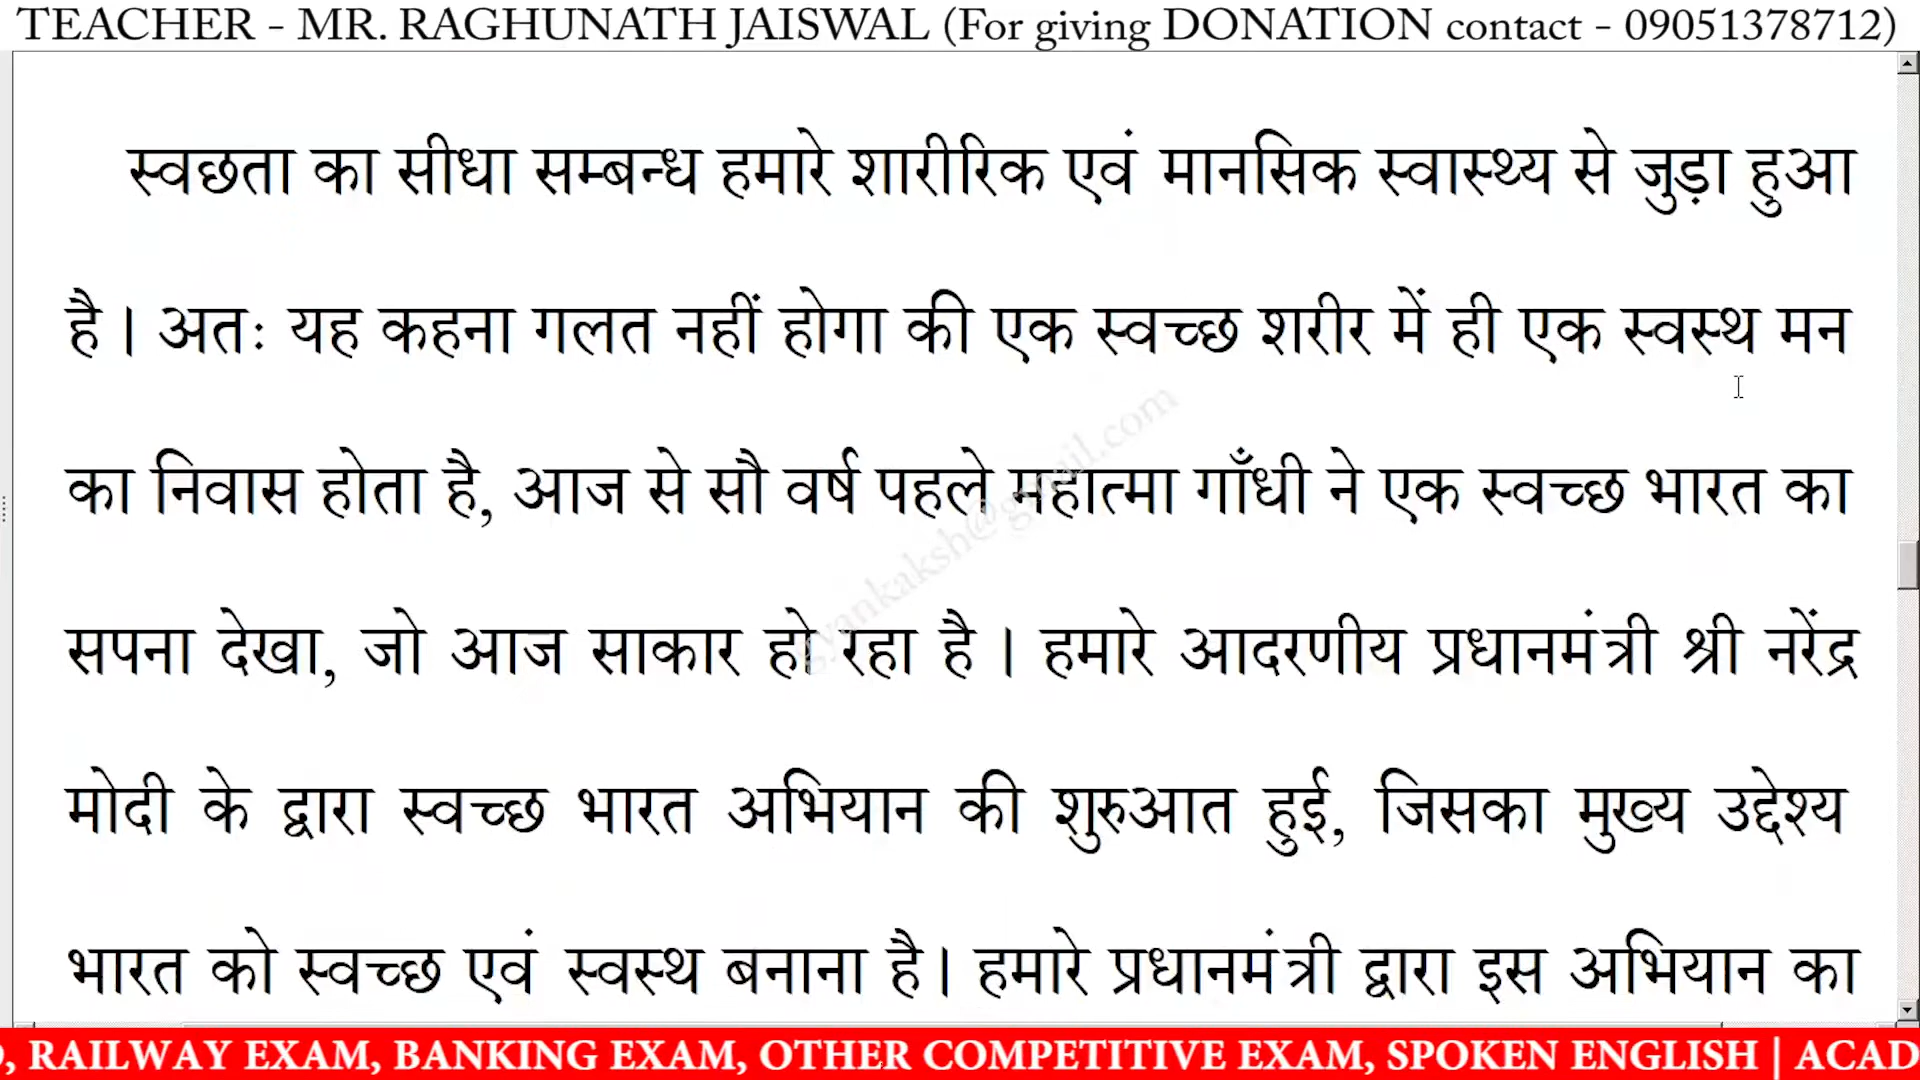 TEACHER - MR. RAGHUNATH JAISWAL (For giving DONATION contact - 09051378712)
स्वछता का सीधा सम्बन्ध हमारे शारीरिक एवं मानसिक स्वास्थ्य से जुड़ा हुआ
है । अतः यह कहना गलत नहीं होगा की एक स्वच्छ शरीर में ही एक स्वस्थ मन
का निवास होता है, आज से सौ वर्ष पहले महात्मा गाँधी ने एक स्वच्छ भारत का
सपना देखा, जो आज साकार हो रहा है । हमारे आदरणीय प्रधानमंत्री श्री नरेंद्र
मोदी के द्वारा स्वच्छ भारत अभियान की शुरुआत हुई, जिसका मुख्य उद्देश्य
भारत को स्वच्छ एवं स्वस्थ बनाना है। हमारे प्रधानमंत्री द्वारा इस अभियान का
gyankaksh@gmail.com
, RAILWAY EXAM, BANKING EXAM, OTHER COMPETITIVE EXAM, SPOKEN ENGLISH | ACAD